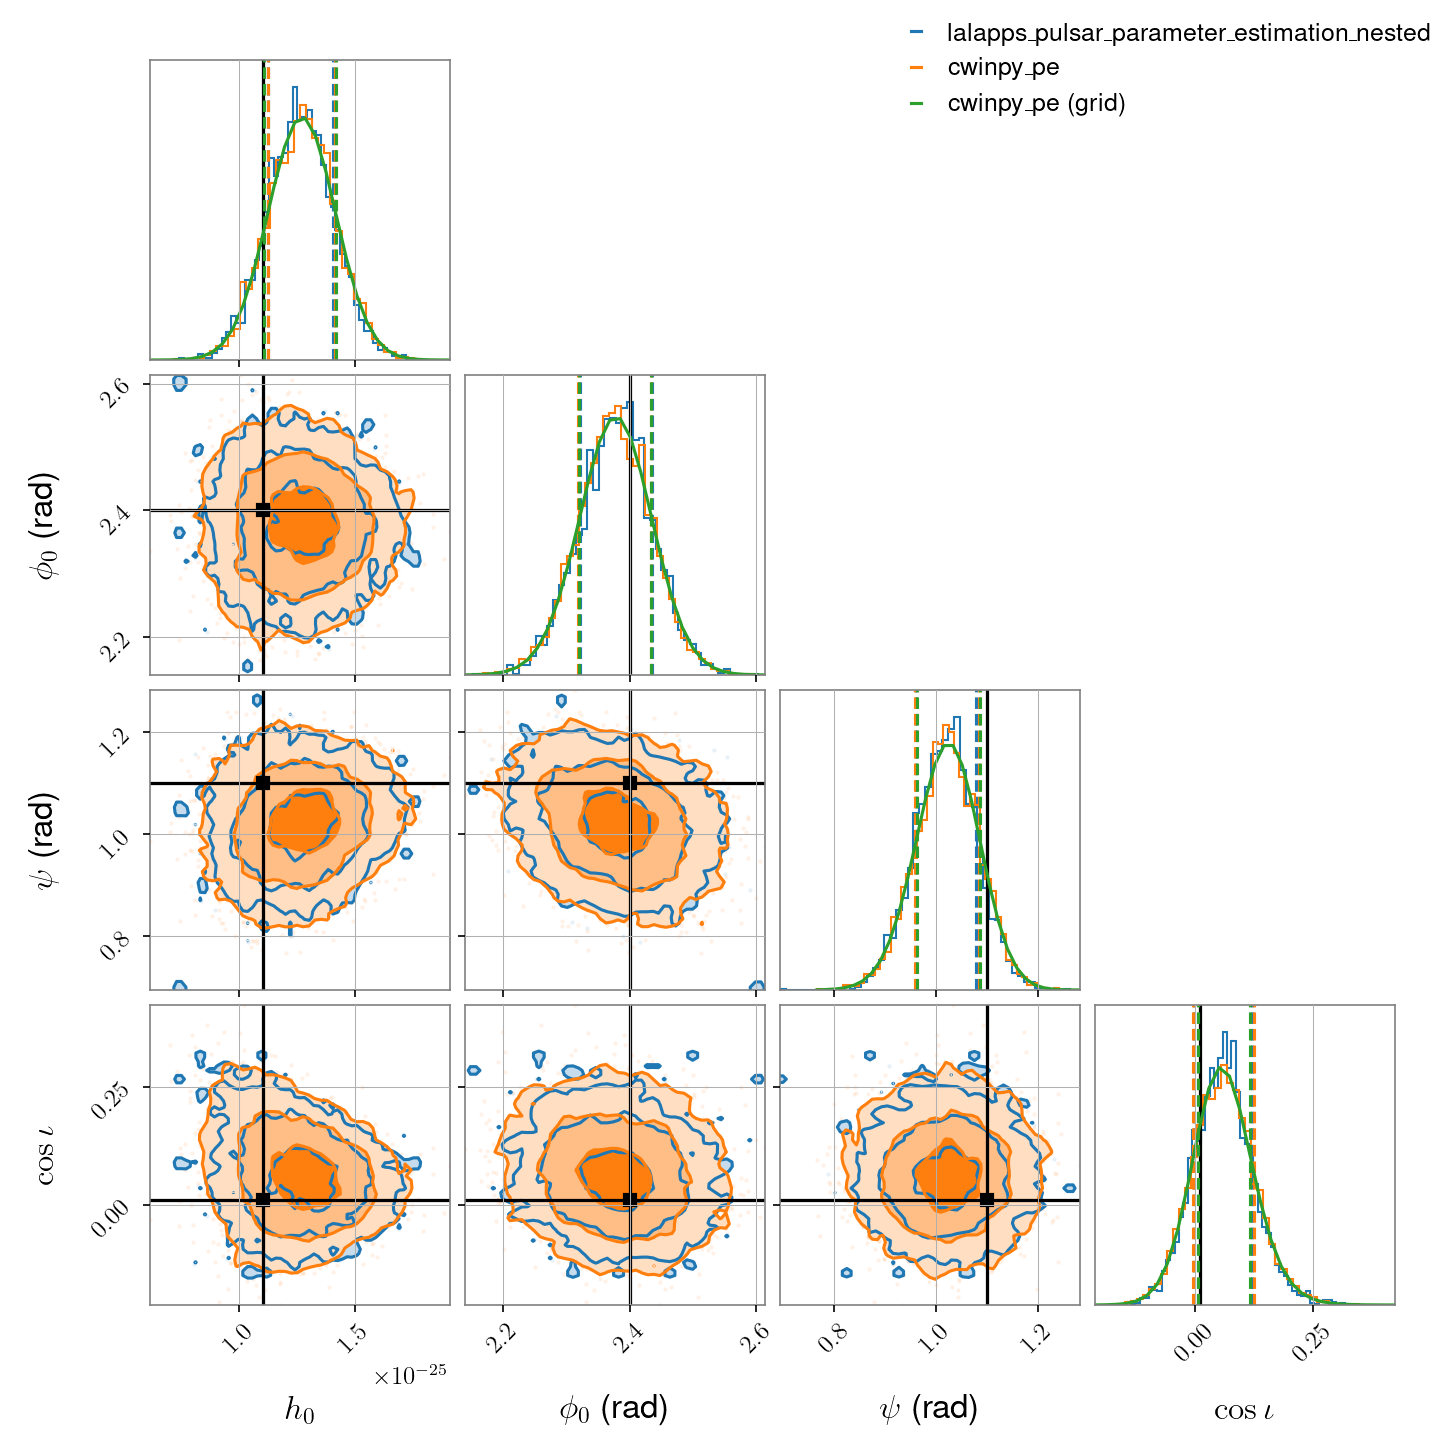 lalapps_pulsar_parameter_estimation_nested
cwinpy_pe
cwinpy_pe (grid)
2.6
2.4
2.2
ϕ₀ (rad)
1.2
1.0
0.8
ψ (rad)
0.25
0.00
cos ι
1.0 1.5 2.2 2.4 2.6 0.8 1.0 1.2 0.00 0.25
×10⁻²⁵
h₀ ϕ₀ (rad) ψ (rad) cos ι